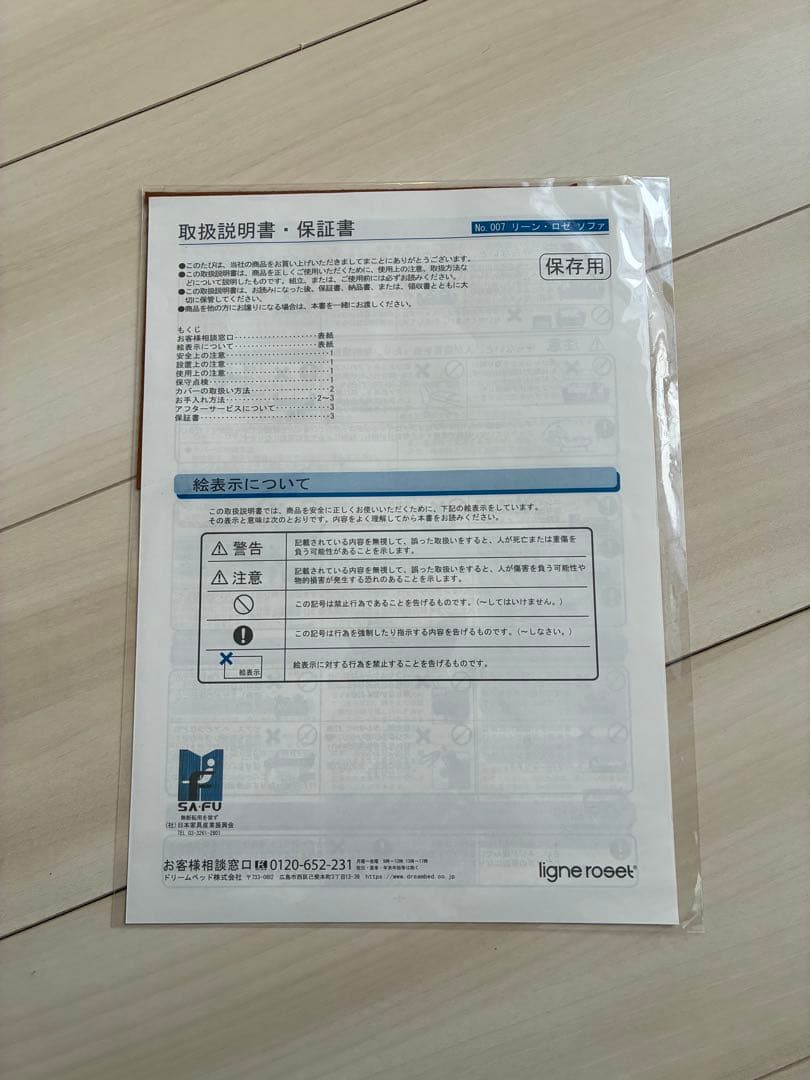 取扱説明書・保証書
No.007 リーン・ロゼ ソファ
保存用
●このたびは、当社の商品をお買い上げいただきましてまことにありがとうございます。
●この取扱説明書は、商品を正しくご使用いただくために、使用上の注意、取扱方法な
どについて説明したものです。組立、または、ご使用前には必ずお読みください。
●この取扱説明書は、お読みになった後、保証書、納品書、または、領収書とともに大
切に保管してください。
●商品を他の方にお譲りになる場合は、本書を一緒にお渡しください。
もくじ
お客様相談窓口・・・・・・・・・・・・・・・・・・・表紙
絵表示について・・・・・・・・・・・・・・・・・・・表紙
安全上の注意・・・・・・・・・・・・・・・・・・・・・・1
設置上の注意・・・・・・・・・・・・・・・・・・・・・・1
使用上の注意・・・・・・・・・・・・・・・・・・・・・・1
保守点検・・・・・・・・・・・・・・・・・・・・・・・・・・1
カバーの取扱い方法・・・・・・・・・・・・・・・・2
お手入れ方法・・・・・・・・・・・・・・・・・・・・2〜3
アフターサービスについて・・・・・・・・・・・・3
保証書・・・・・・・・・・・・・・・・・・・・・・・・・・・・3
絵表示について
この取扱説明書では、商品を安全に正しくお使いいただくために、下記の絵表示をしています。
その表示と意味は次のとおりです。内容をよく理解してから本書をお読みください。
警告
記載されている内容を無視して、誤った取扱いをすると、人が死亡または重傷を
負う可能性があることを示します。
注意
記載されている内容を無視して、誤った取扱いをすると、人が傷害を負う可能性や
物的損害が発生する恐れのあることを示します。
この記号は禁止行為であることを告げるものです。(〜してはいけません。)
この記号は行為を強制したり指示する内容を告げるものです。(〜しなさい。)
絵表示
絵表示に対する行為を禁止することを告げるものです。
SA・FU
無断転用を禁ず
(社)日本家具産業振興会
TEL 03-3261-2801
お客様相談窓口 0120-652-231
ドリームベッド株式会社 〒733-0802 広島市西区己斐本町3丁目12-39 https://www.dreambed.co.jp
ligne roset